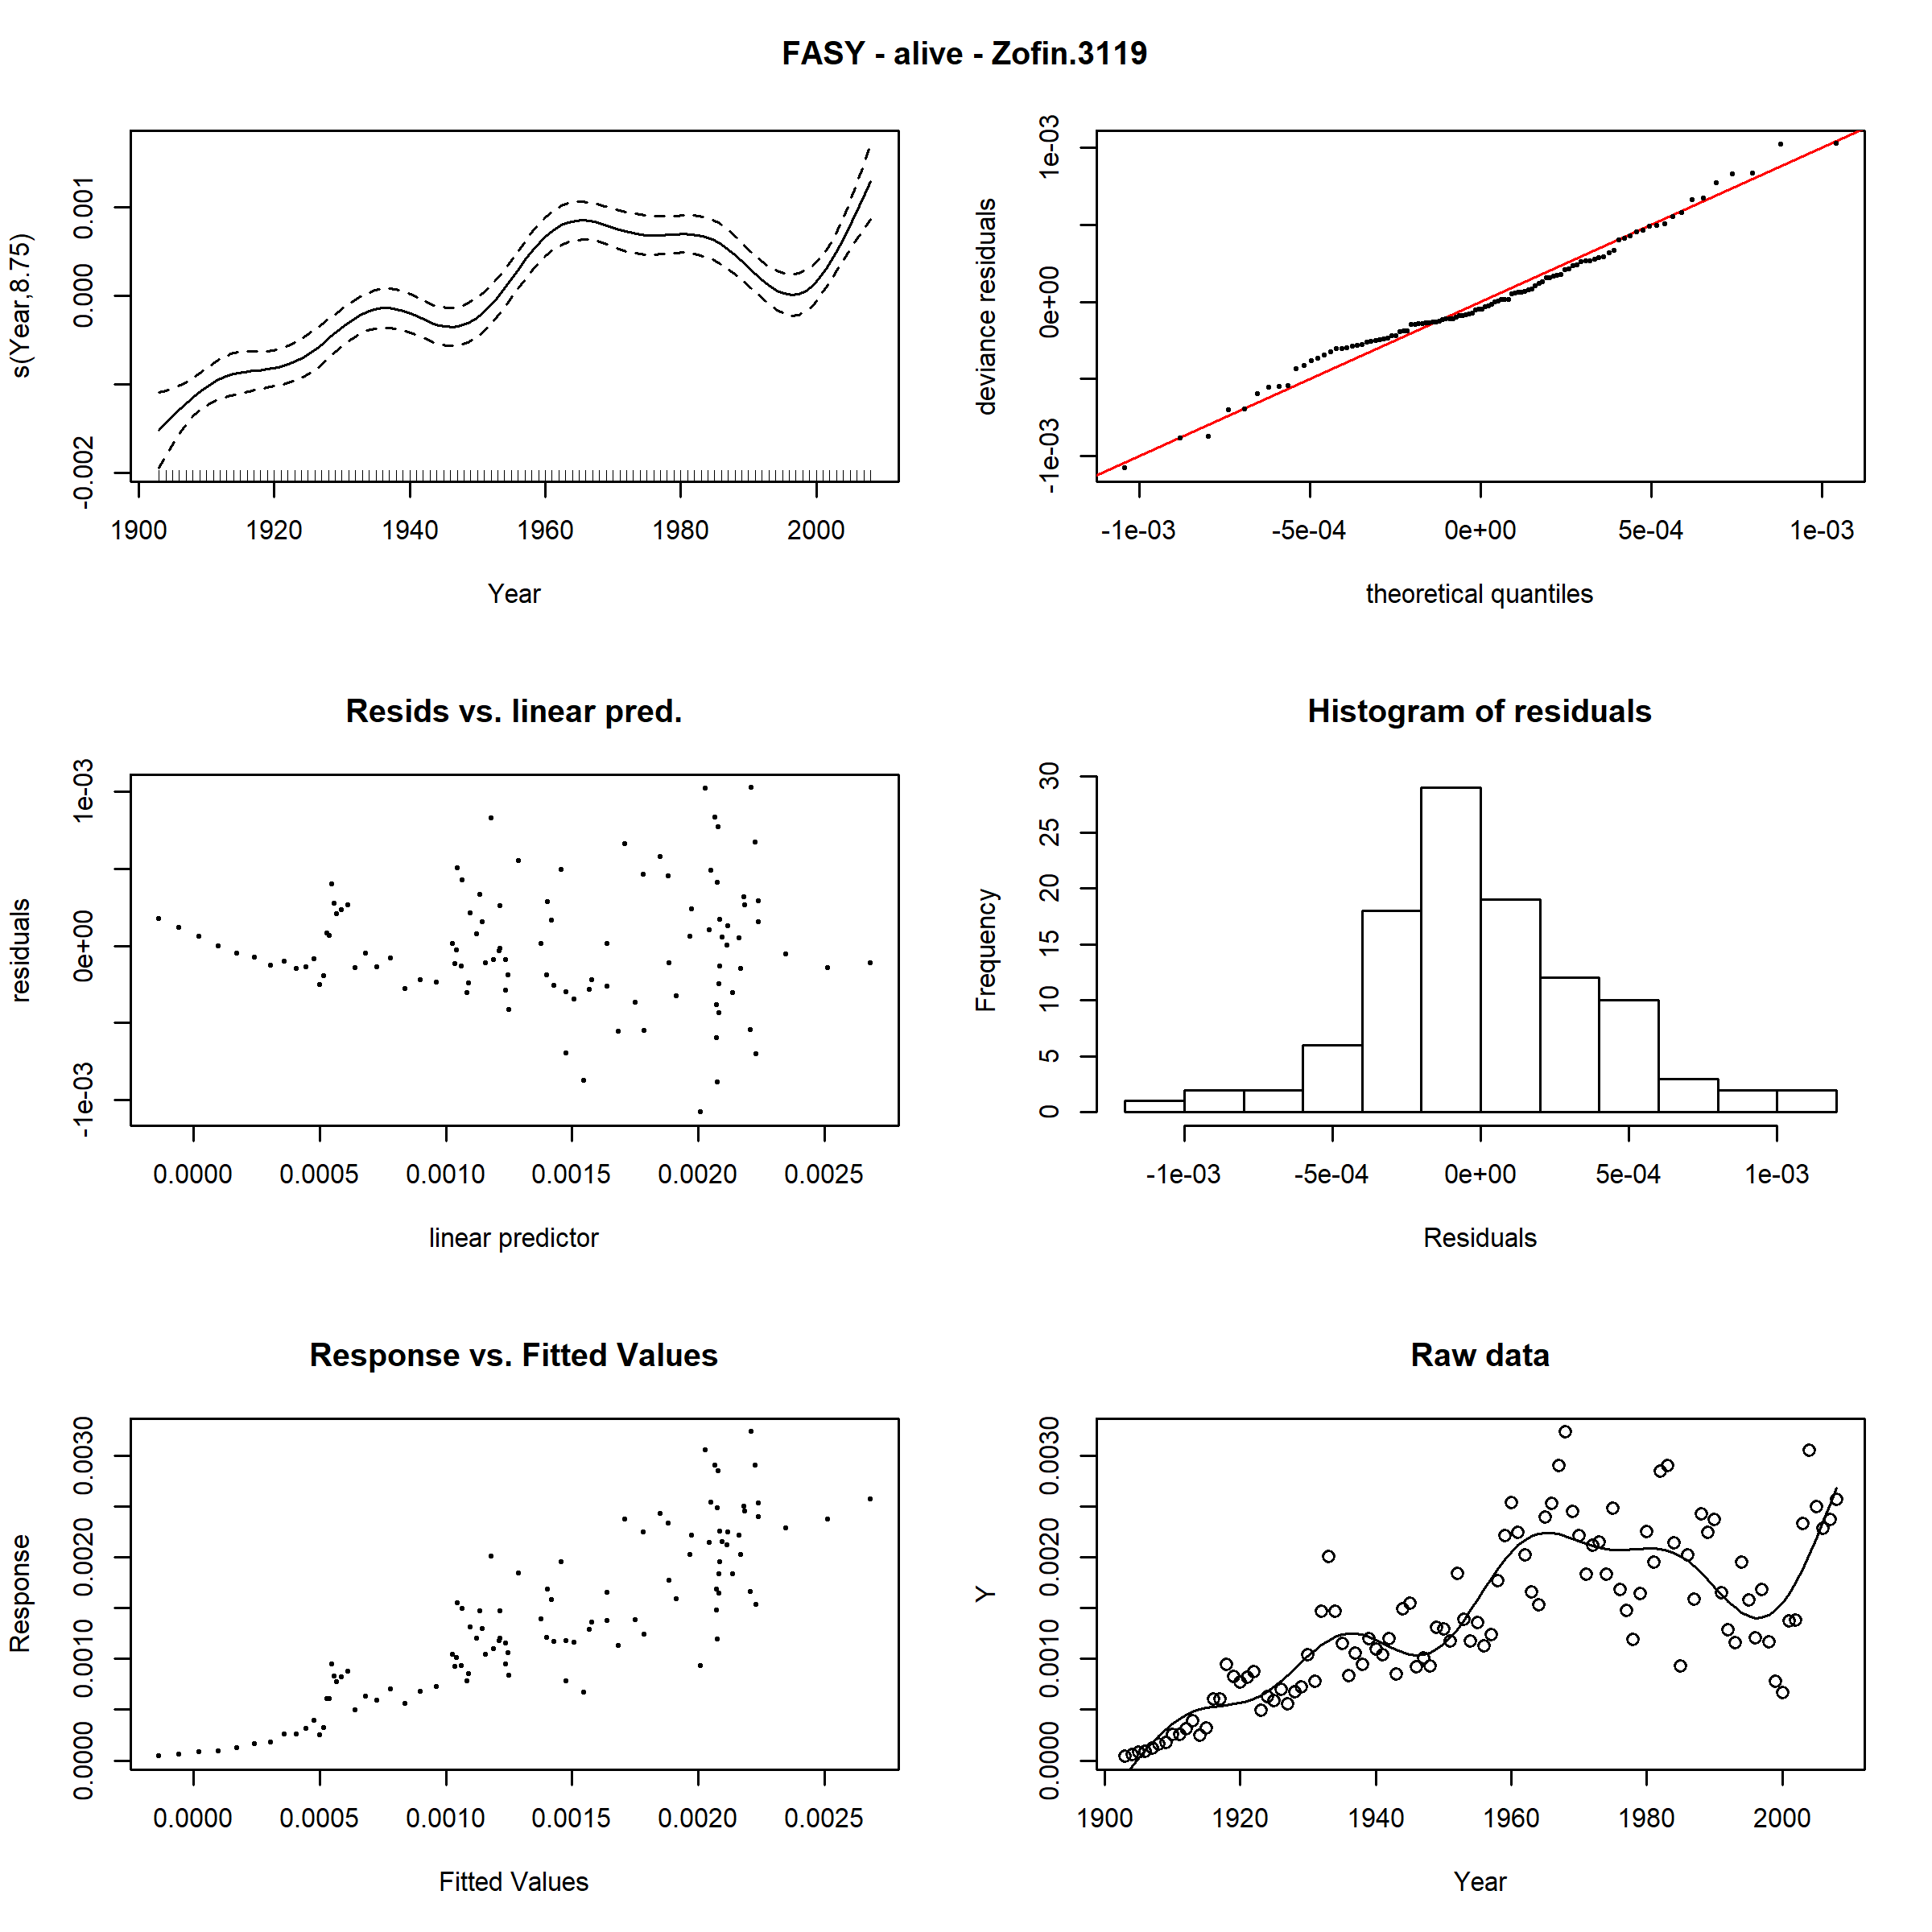 FASY - alive - Zofin.3119
s(Year,8.75)
0.001
0.000
-0.002
1900 1920 1940 1960 1980 2000
Year
deviance residuals
1e-03
0e+00
-1e-03
-1e-03 -5e-04 0e+00 5e-04 1e-03
theoretical quantiles
Resids vs. linear pred.
residuals
1e-03
0e+00
-1e-03
0.0000 0.0005 0.0010 0.0015 0.0020 0.0025
linear predictor
Histogram of residuals
Frequency
30
25
20
15
10
5
0
-1e-03 -5e-04 0e+00 5e-04 1e-03
Residuals
Response vs. Fitted Values
Response
0.0030
0.0020
0.0010
0.0000
0.0000 0.0005 0.0010 0.0015 0.0020 0.0025
Fitted Values
Raw data
Y
0.0030
0.0020
0.0010
0.0000
1900 1920 1940 1960 1980 2000
Year